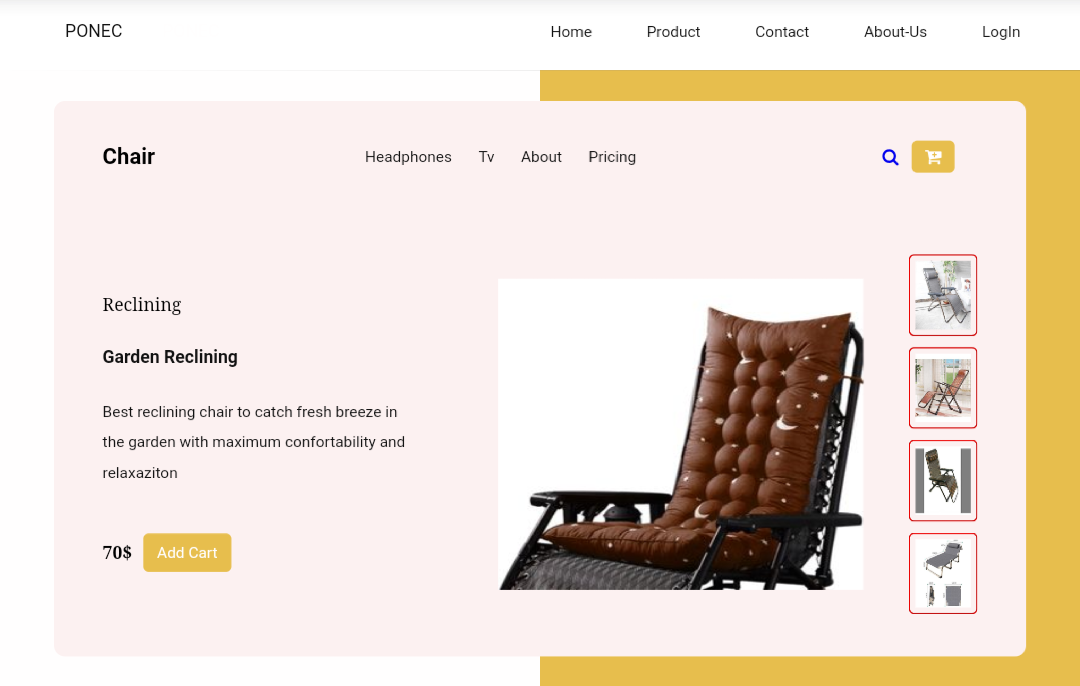 PONEC
Home Product Contact About-Us LogIn
Chair
Headphones Tv About Pricing
Reclining
Garden Reclining
Best reclining chair to catch fresh breeze in
the garden with maximum confortability and
relaxaziton
70$ Add Cart